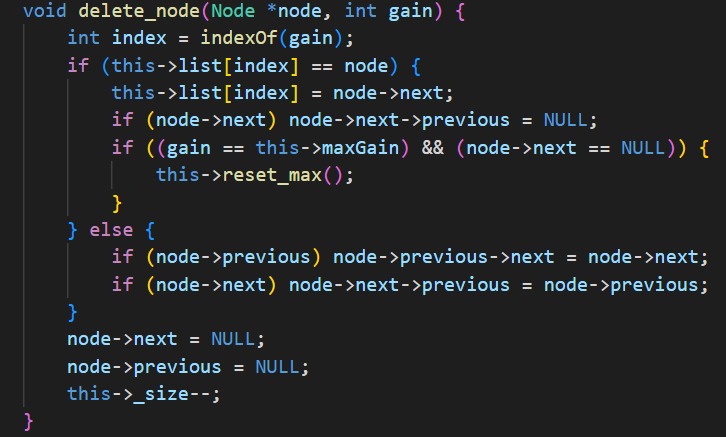 void delete_node(Node *node, int gain) {
    int index = indexOf(gain);
    if (this->list[index] == node) {
        this->list[index] = node->next;
        if (node->next) node->next->previous = NULL;
        if ((gain == this->maxGain) && (node->next == NULL)) {
            this->reset_max();
        }
    } else {
        if (node->previous) node->previous->next = node->next;
        if (node->next) node->next->previous = node->previous;
    }
    node->next = NULL;
    node->previous = NULL;
    this->_size--;
}